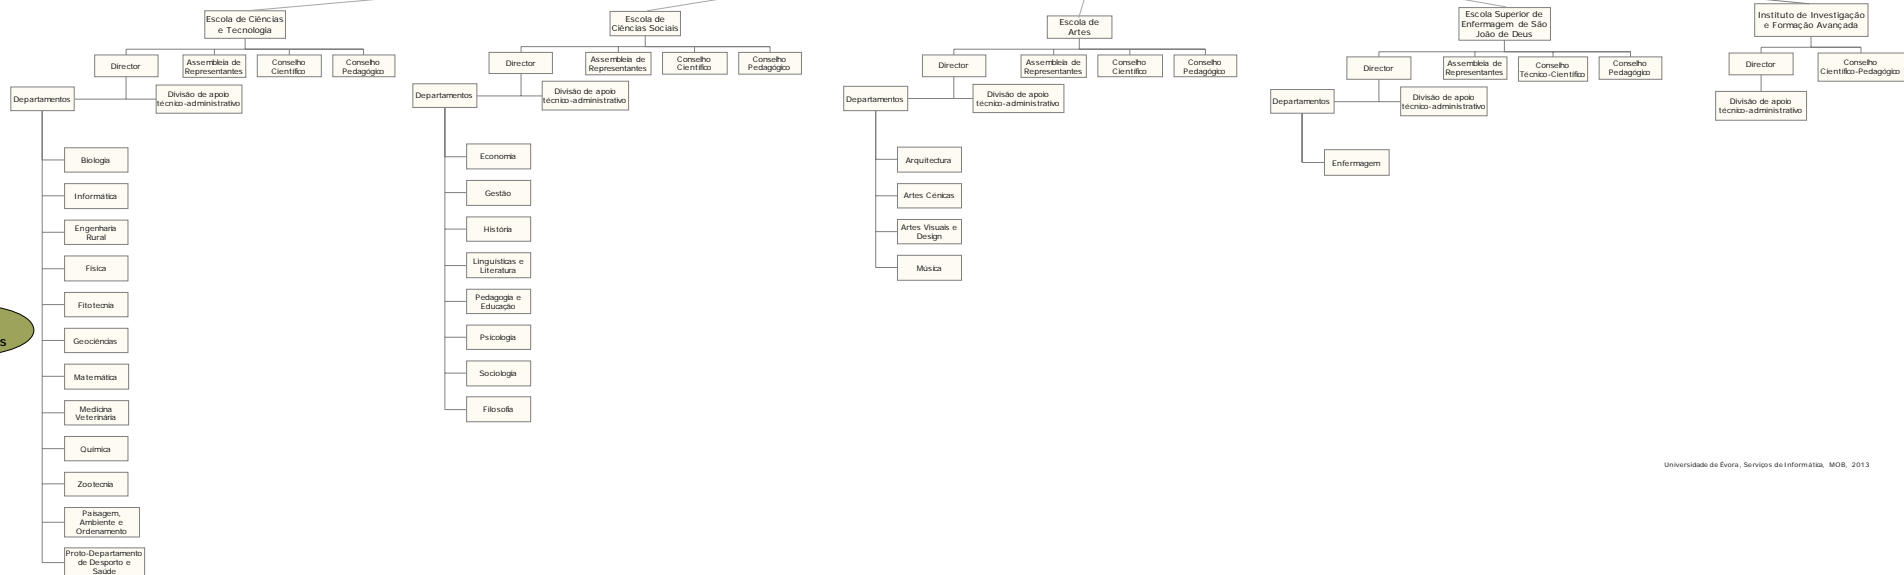 Escola de Ciências
e Tecnologia
Director
Assembleia de
Representantes
Conselho
Científico
Conselho
Pedagógico
Departamentos
Divisão de apoio
técnico-administrativo
Biologia
Informática
Engenharia
Rural
Física
Fitotecnia
Geociências
Matemática
Medicina
Veterinária
Química
Zootecnia
Paisagem,
Ambiente e
Ordenamento
Proto-Departamento
de Desporto e
Saúde
s
Escola de
Ciências Sociais
Director
Assembleia de
Representantes
Conselho
Científico
Conselho
Pedagógico
Departamentos
Divisão de apoio
técnico-administrativo
Economia
Gestão
História
Linguísticas e
Literatura
Pedagogia e
Educação
Psicologia
Sociologia
Filosofia
Escola de
Artes
Director
Assembleia de
Representantes
Conselho
Científico
Conselho
Pedagógico
Departamentos
Divisão de apoio
técnico-administrativo
Arquitectura
Artes Cénicas
Artes Visuais e
Design
Música
Escola Superior de
Enfermagem de São
João de Deus
Director
Assembleia de
Representantes
Conselho
Técnico-Científico
Conselho
Pedagógico
Departamentos
Divisão de apoio
técnico-administrativo
Enfermagem
Instituto de Investigação
e Formação Avançada
Director
Conselho
Científico-Pedagógico
Divisão de apoio
técnico-administrativo
Universidade de Évora, Serviços de Informática, MOB, 2013